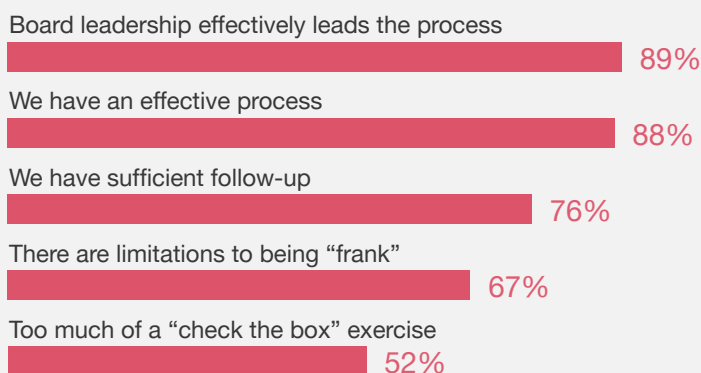 Board leadership effectively leads the process
89%
We have an effective process
88%
We have sufficient follow-up
76%
There are limitations to being “frank”
67%
Too much of a “check the box” exercise
52%